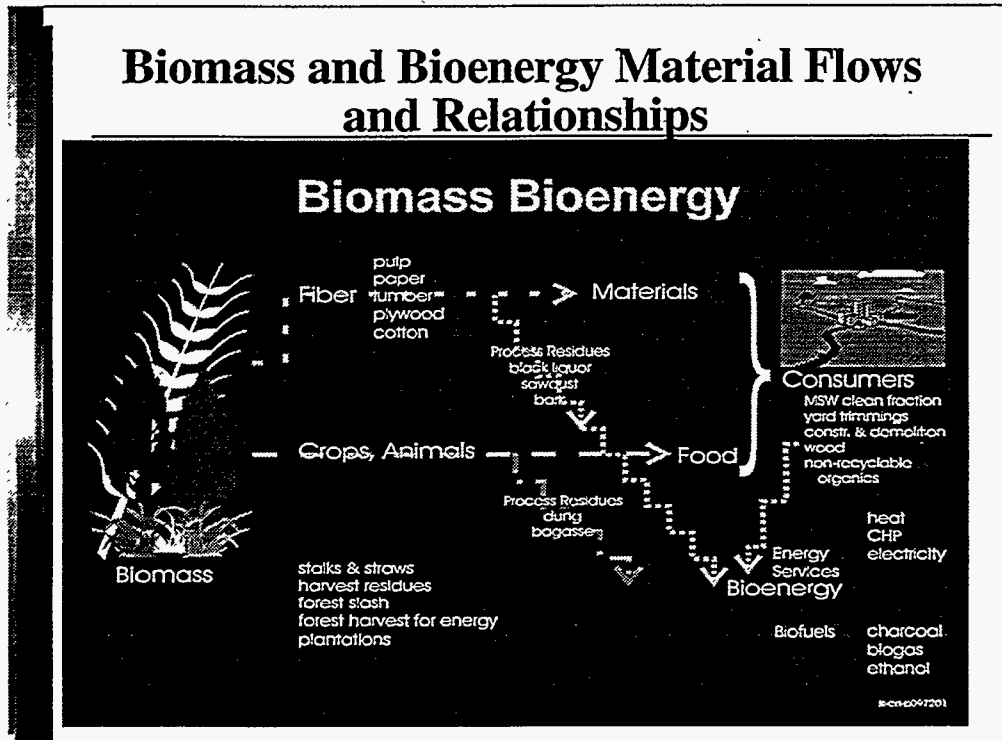 Biomass and Bioenergy Material Flows
and Relationships
Biomass Bioenergy
Fiber
pulp
paper
lumber
plywood
cotton
Materials
Process Residues
black liquor
sawdust
bark
Consumers
MSW clean fraction
yard trimmings
constr. & demolition
wood
non-recyclable
organics
Crops, Animals
Food
Process Residues
dung
bagasse
Biomass
stalks & straws
harvest residues
forest slash
forest harvest for energy
plantations
Energy
Services
heat
CHP
electricity
Bioenergy
Biofuels
charcoal
biogas
ethanol